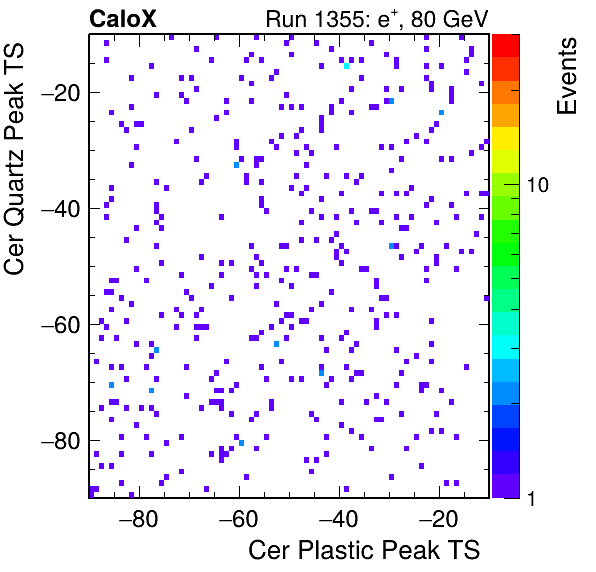 CaloX Run 1355: e⁺, 80 GeV
Events
Cer Quartz Peak TS
−20
−40
−60
−80
10
1
−80 −60 −40 −20
Cer Plastic Peak TS